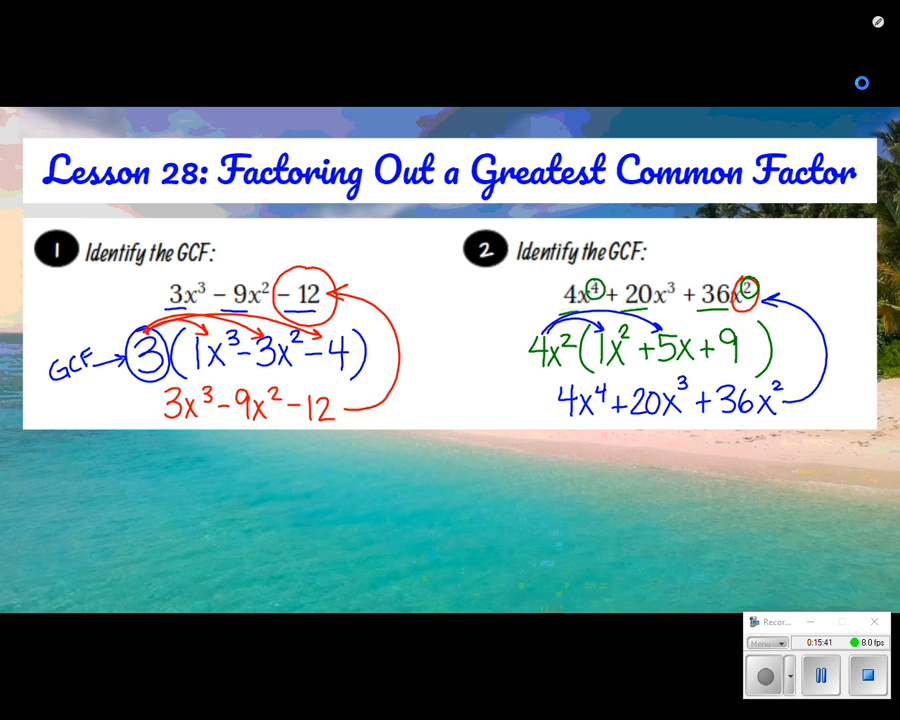 Lesson 28: Factoring Out a Greatest Common Factor
1 Identify the GCF:
3x³ − 9x² − 12
GCF → 3(1x³ − 3x² − 4)
3x³ − 9x² − 12
2 Identify the GCF:
4x⁴ + 20x³ + 36x²
4x²(1x² + 5x + 9)
4x⁴ + 20x³ + 36x²
Recor...
Menu... 0:15:41 8.0 fps